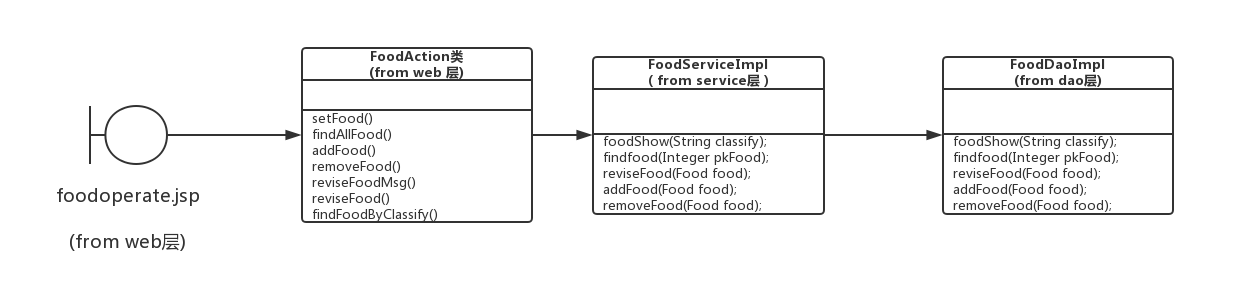 foodoperate.jsp
(from web层)
FoodAction类
(from web 层)
setFood()
findAllFood()
addFood()
removeFood()
reviseFoodMsg()
reviseFood()
findFoodByClassify()
FoodServiceImpl
( from service层 )
foodShow(String classify);
findfood(Integer pkFood);
reviseFood(Food food);
addFood(Food food);
removeFood(Food food);
FoodDaoImpl
(from dao层)
foodShow(String classify);
findfood(Integer pkFood);
reviseFood(Food food);
addFood(Food food);
removeFood(Food food);